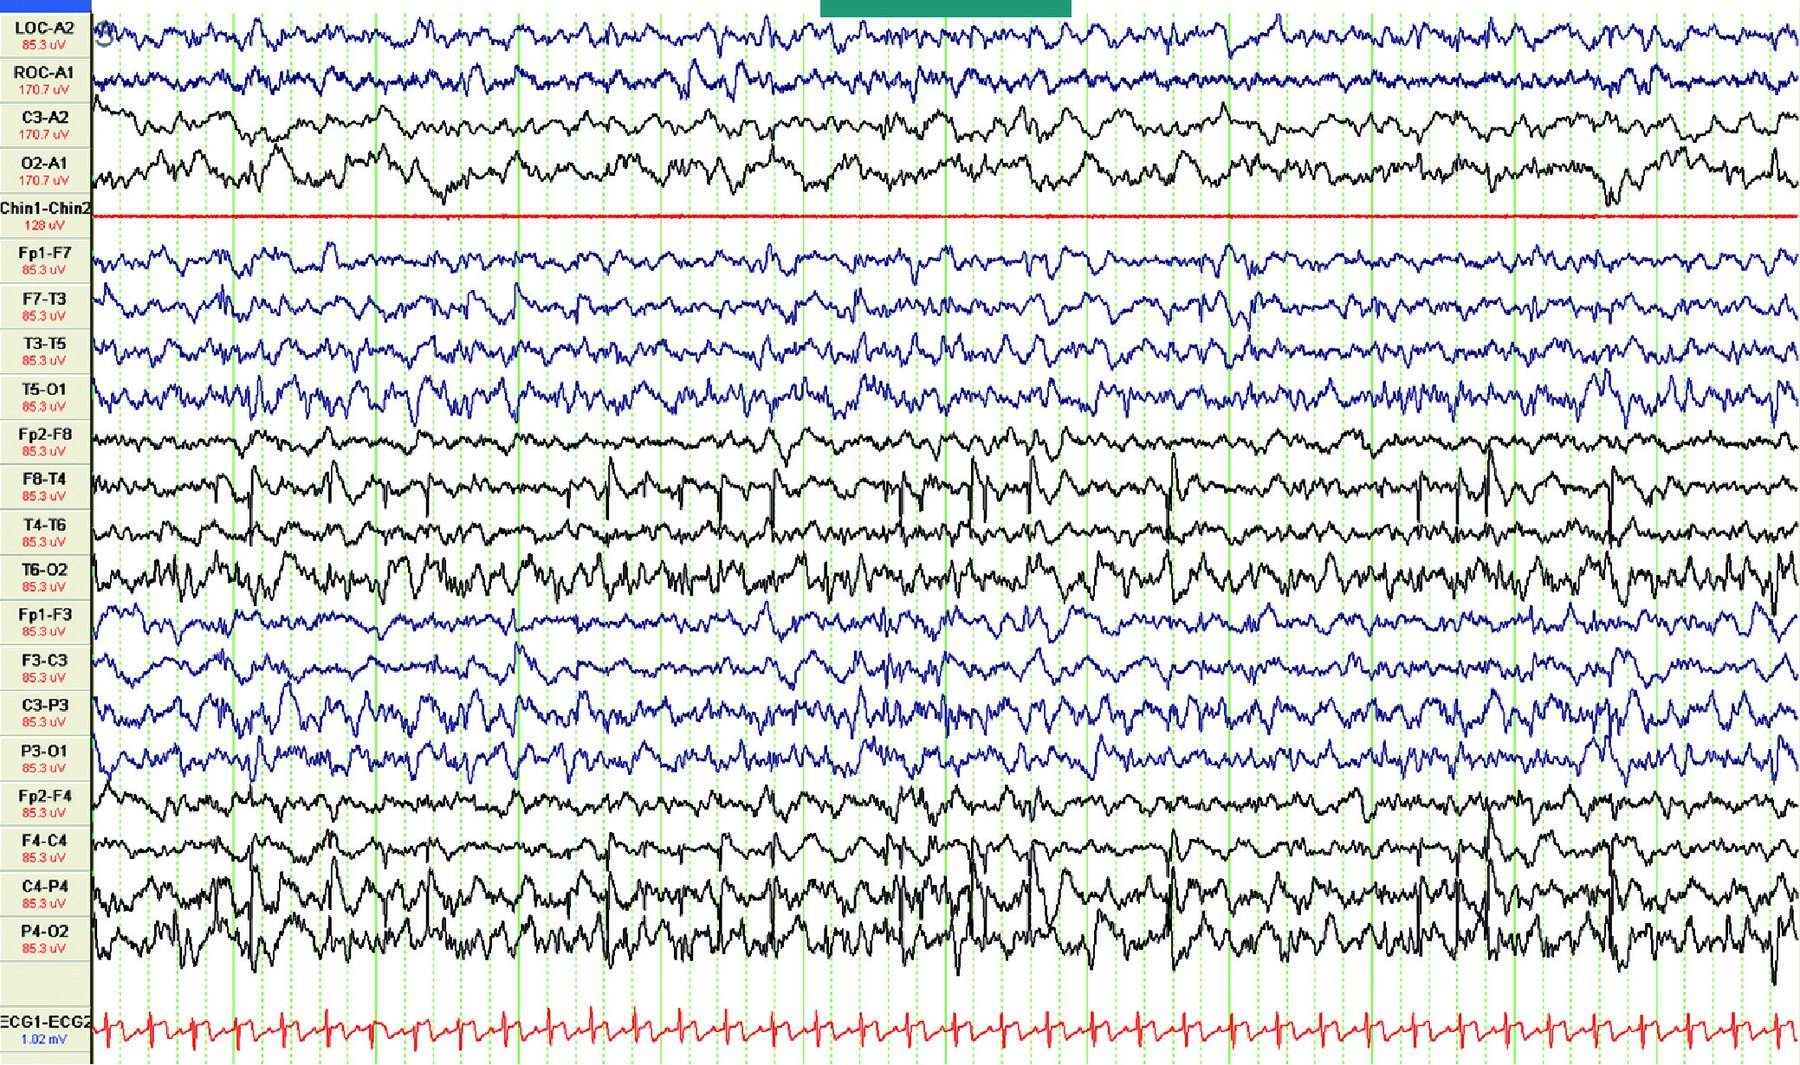 LOC-A2
85.3 uV
3
ROC-A1
170.7 uV
C3-A2
170.7 uV
O2-A1
170.7 uV
Chin1-Chin2
128 uV
Fp1-F7
85.3 uV
F7-T3
85.3 uV
T3-T5
85.3 uV
T5-O1
85.3 uV
Fp2-F8
85.3 uV
F8-T4
85.3 uV
T4-T6
85.3 uV
T6-O2
85.3 uV
Fp1-F3
85.3 uV
F3-C3
85.3 uV
C3-P3
85.3 uV
P3-O1
85.3 uV
Fp2-F4
85.3 uV
F4-C4
85.3 uV
C4-P4
85.3 uV
P4-O2
85.3 uV
ECG1-ECG2
1.02 mV